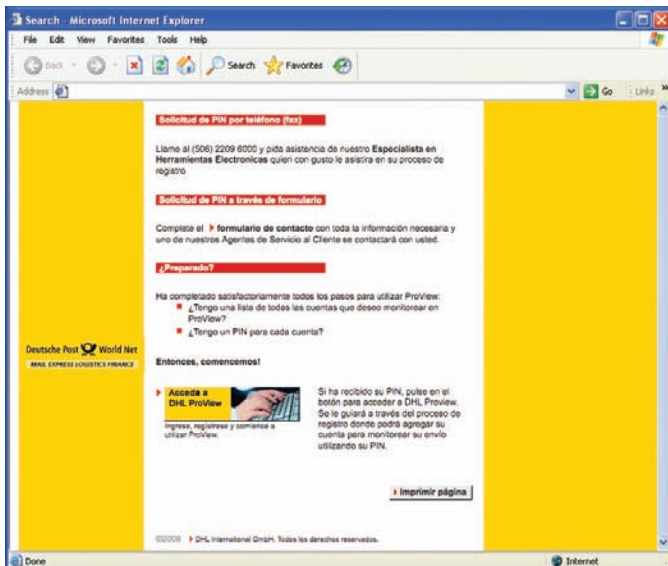 Search - Microsoft Internet Explorer
File Edit View Favorites Tools Help
Back Search Favorites
Address Go Links »
Solicitud de PIN por teléfono (fax)
Llame al (506) 2209 6000 y pida asistencia de nuestro Especialista en
Herramientas Electronicas quien con gusto le asistira en su proceso de
registro
Solicitud de PIN a través de formulario
Complete el formulario de contacto con toda la información necesaria y
uno de nuestros Agentes de Servicio al Cliente se contactará con usted.
¿Preparado?
Ha completado satisfactoriamente todos los pasos para utilizar ProView:
¿Tengo una lista de todas las cuentas que deseo monitorear en
ProView?
¿Tengo un PIN para cada cuenta?
Deutsche Post World Net
MAIL EXPRESS LOGISTICS FINANCE
Entonces, comencemos!
Acceda a
DHL ProView
Ingrese, regístrese y comience a
utilizar ProView.
Si ha recibido su PIN, pulse en el
botón para acceder a DHL Proview.
Se le guiará a través del proceso de
registro donde podrá agregar su
cuenta para monitorear su envío
utilizando su PIN.
Imprimir página
©2008 DHL International GmbH. Todos los derechos reservados.
Done Internet